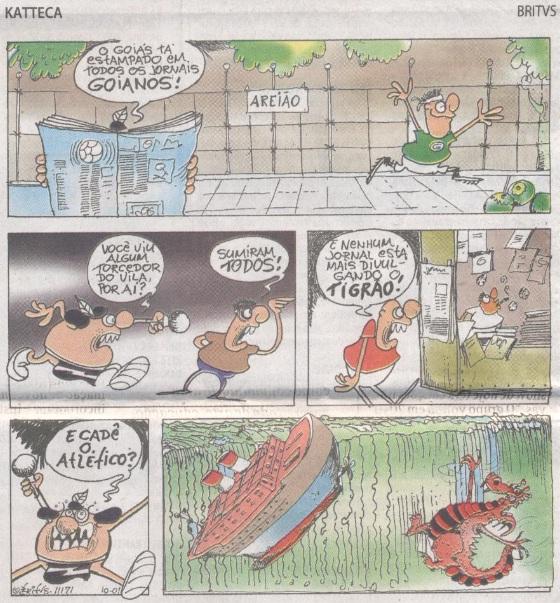 KATTECA
BRITVS
O GOIÁS TÁ
ESTAMPADO EM
TODOS OS JORNAIS
GOIANOS!
AREIÃO
VOCÊ VIU
ALGUM
TORCEDOR
DO VILA,
POR AÍ?
SUMIRAM
TODOS!
E NENHUM
JORNAL ESTÁ
MAIS DIVUL-
GANDO O
TIGRÃO!
E CADÊ
O
ATLÉTICO?